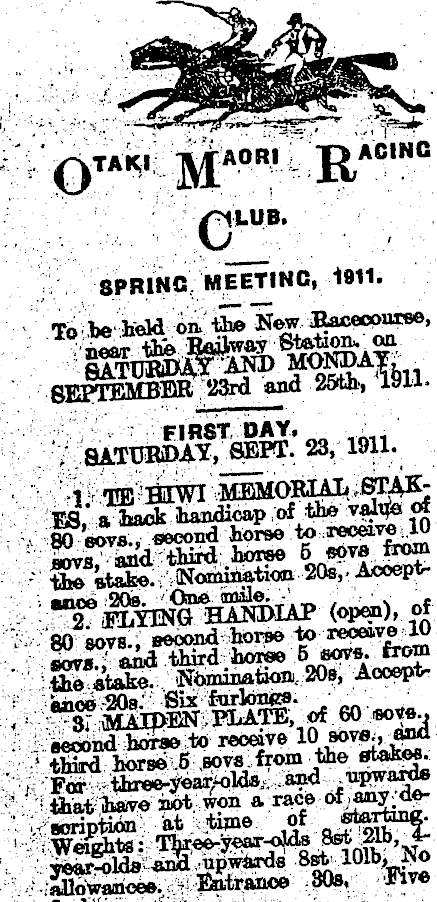 OTAKI MAORI RACING
CLUB.
SPRING MEETING, 1911.
To be held on the New Racecourse,
near the Railway Station, on
SATURDAY AND MONDAY,
SEPTEMBER 23rd and 25th, 1911.
FIRST DAY.
SATURDAY, SEPT. 23, 1911.
1. TE HIWI MEMORIAL STAK-
ES, a hack handicap of the value of
80 sovs., second horse to receive 10
sovs, and third horse 5 sovs from
the stake. Nomination 20s, Accept-
ance 20s. One mile.
2. FLYING HANDIAP (open), of
80 sovs., second horse to receive 10
sovs., and third horse 5 sovs. from
the stake. Nomination 20s, Accept-
ance 20s. Six furlongs.
3. MAIDEN PLATE, of 60 sovs.,
second horse to receive 10 sovs., and
third horse 5 sovs from the stakes.
For three-year-olds and upwards
that have not won a race of any de-
scription at time of starting.
Weights: Three-year-olds 8st 2lb, 4-
year-olds and upwards 8st 10lb, No
allowances. Entrance 30s, Five